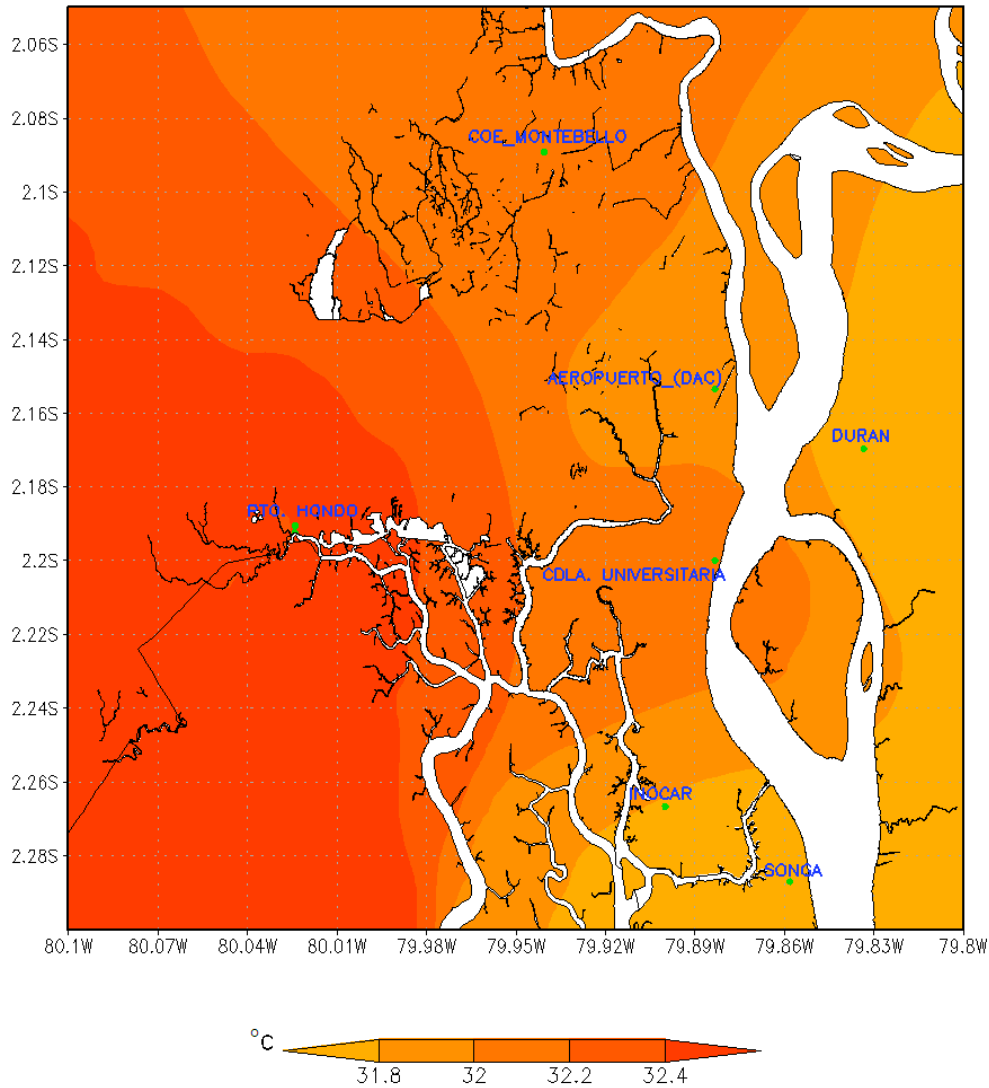 2.06S
2.08S
COE_MONTEBELLO
2.1S
2.12S
2.14S
AEROPUERTO_(DAC)
2.16S
DURAN
2.18S
PTO. HONDO
2.2S
CDLA. UNIVERSITARIA
2.22S
2.24S
2.26S
INOCAR
2.28S
SONGA
80.1W 80.07W 80.04W 80.01W 79.98W 79.95W 79.92W 79.89W 79.86W 79.83W 79.8W
°C
31.8 32 32.2 32.4